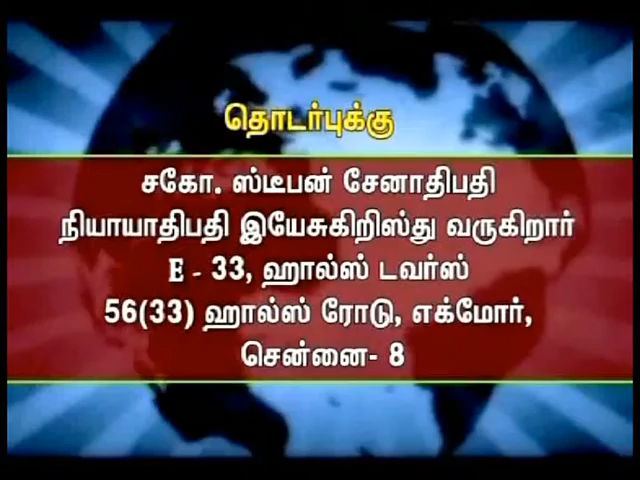 தொடர்புக்கு
சகோ. ஸ்டீபன் சேனாதிபதி
நியாயாதிபதி இயேசுகிறிஸ்து வருகிறார்
E - 33, ஹால்ஸ் டவர்ஸ்
56(33) ஹால்ஸ் ரோடு, எக்மோர்,
சென்னை- 8